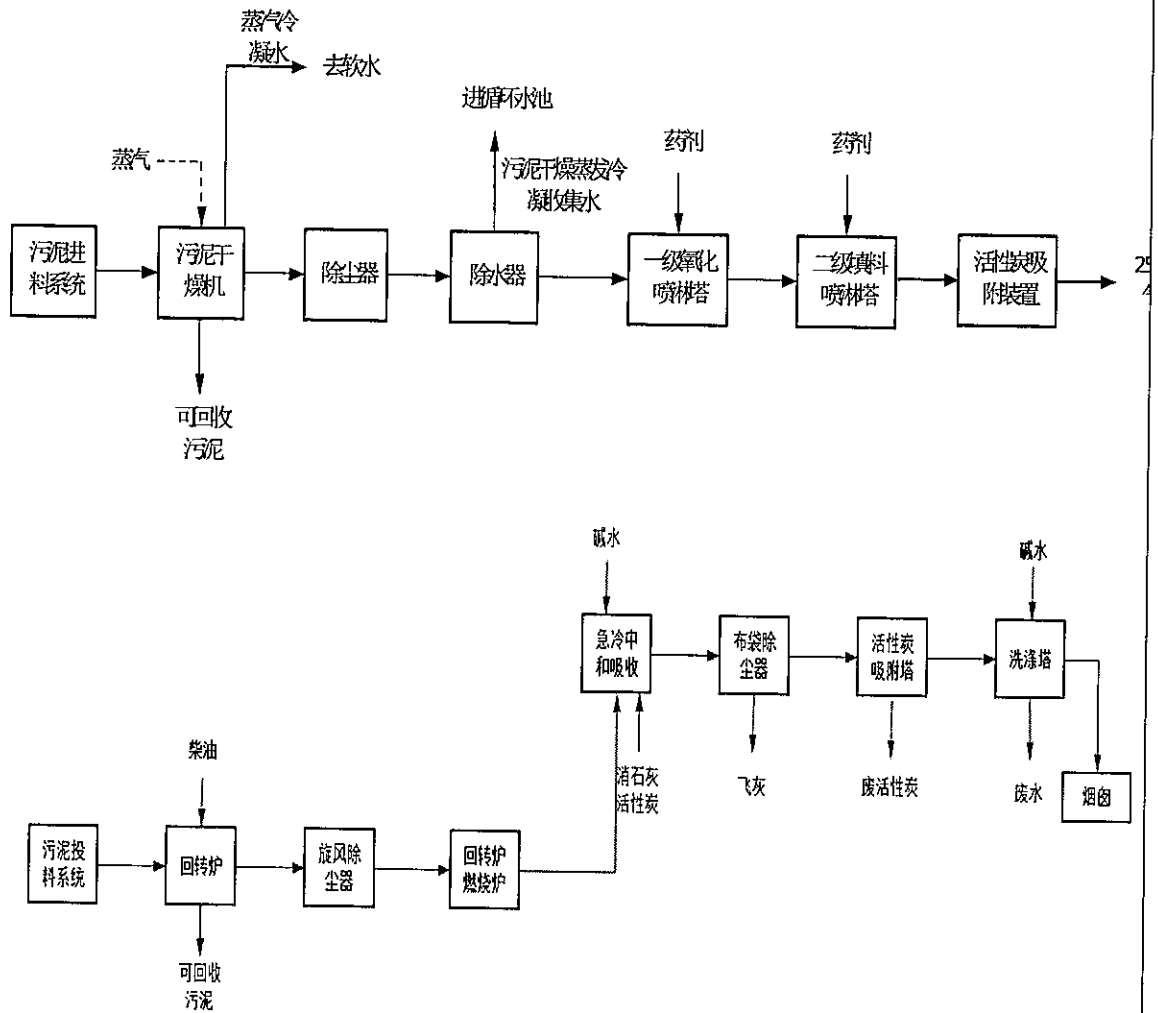 蒸汽冷
凝水
去软水
进循环水池
蒸气
污泥干燥蒸发冷
凝收集水
药剂
药剂
污泥进
料系统
污泥干
燥机
除尘器
除水器
一级氧化
喷淋塔
二级填料
喷淋塔
活性炭吸
附装置
可回收
污泥
碱水
碱水
急冷中
和吸收
布袋除
尘器
活性炭
吸附塔
洗涤塔
柴油
消石灰
活性炭
飞灰
废活性炭
废水
烟囱
污泥投
料系统
回转炉
旋风除
尘器
回转炉
燃烧炉
可回收
污泥